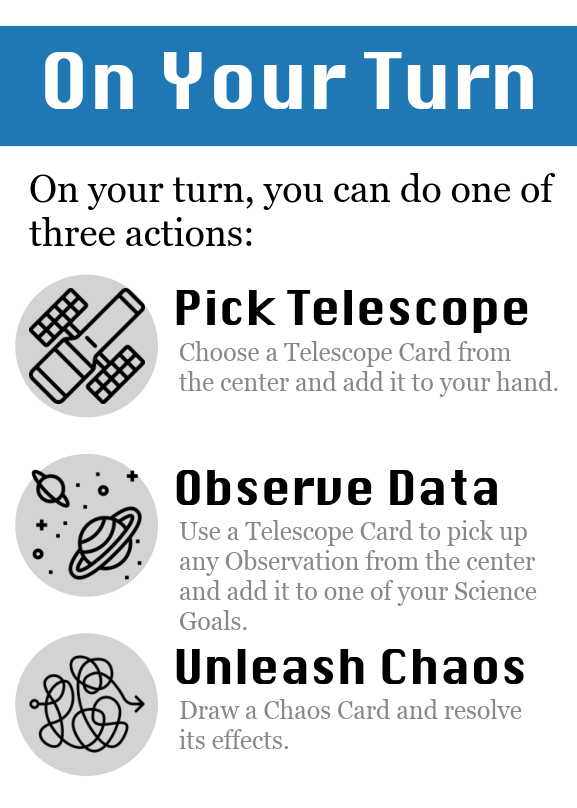 On Your Turn
On your turn, you can do one of
three actions:
Pick Telescope
Choose a Telescope Card from
the center and add it to your hand.
Observe Data
Use a Telescope Card to pick up
any Observation from the center
and add it to one of your Science
Goals.
Unleash Chaos
Draw a Chaos Card and resolve
its effects.